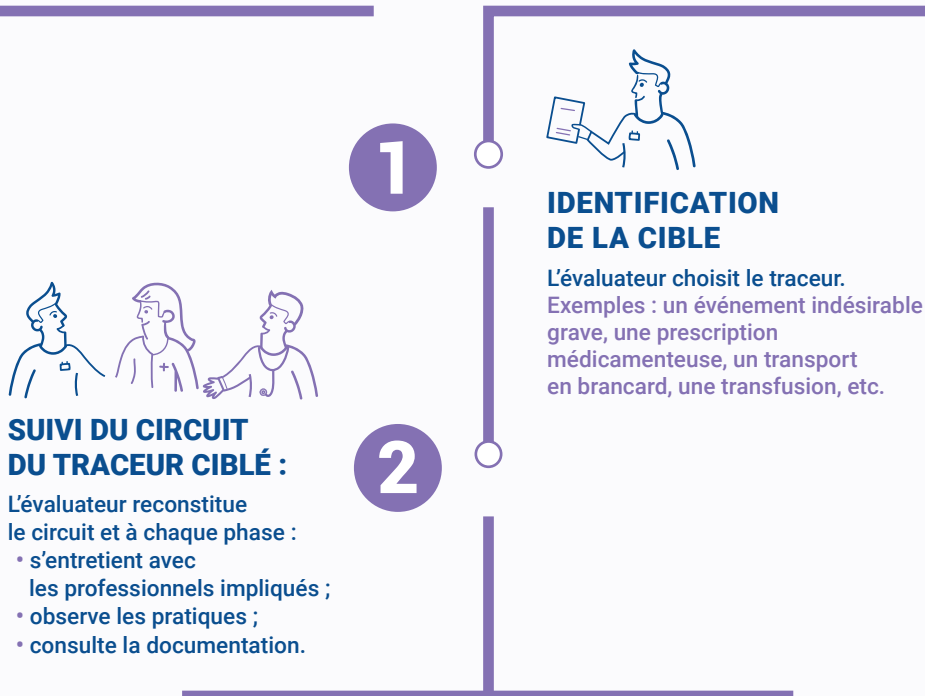 1
IDENTIFICATION
DE LA CIBLE
L’évaluateur choisit le traceur.
Exemples : un événement indésirable
grave, une prescription
médicamenteuse, un transport
en brancard, une transfusion, etc.
2
SUIVI DU CIRCUIT
DU TRACEUR CIBLÉ :
L’évaluateur reconstitue
le circuit et à chaque phase :
• s’entretient avec
les professionnels impliqués ;
• observe les pratiques ;
• consulte la documentation.